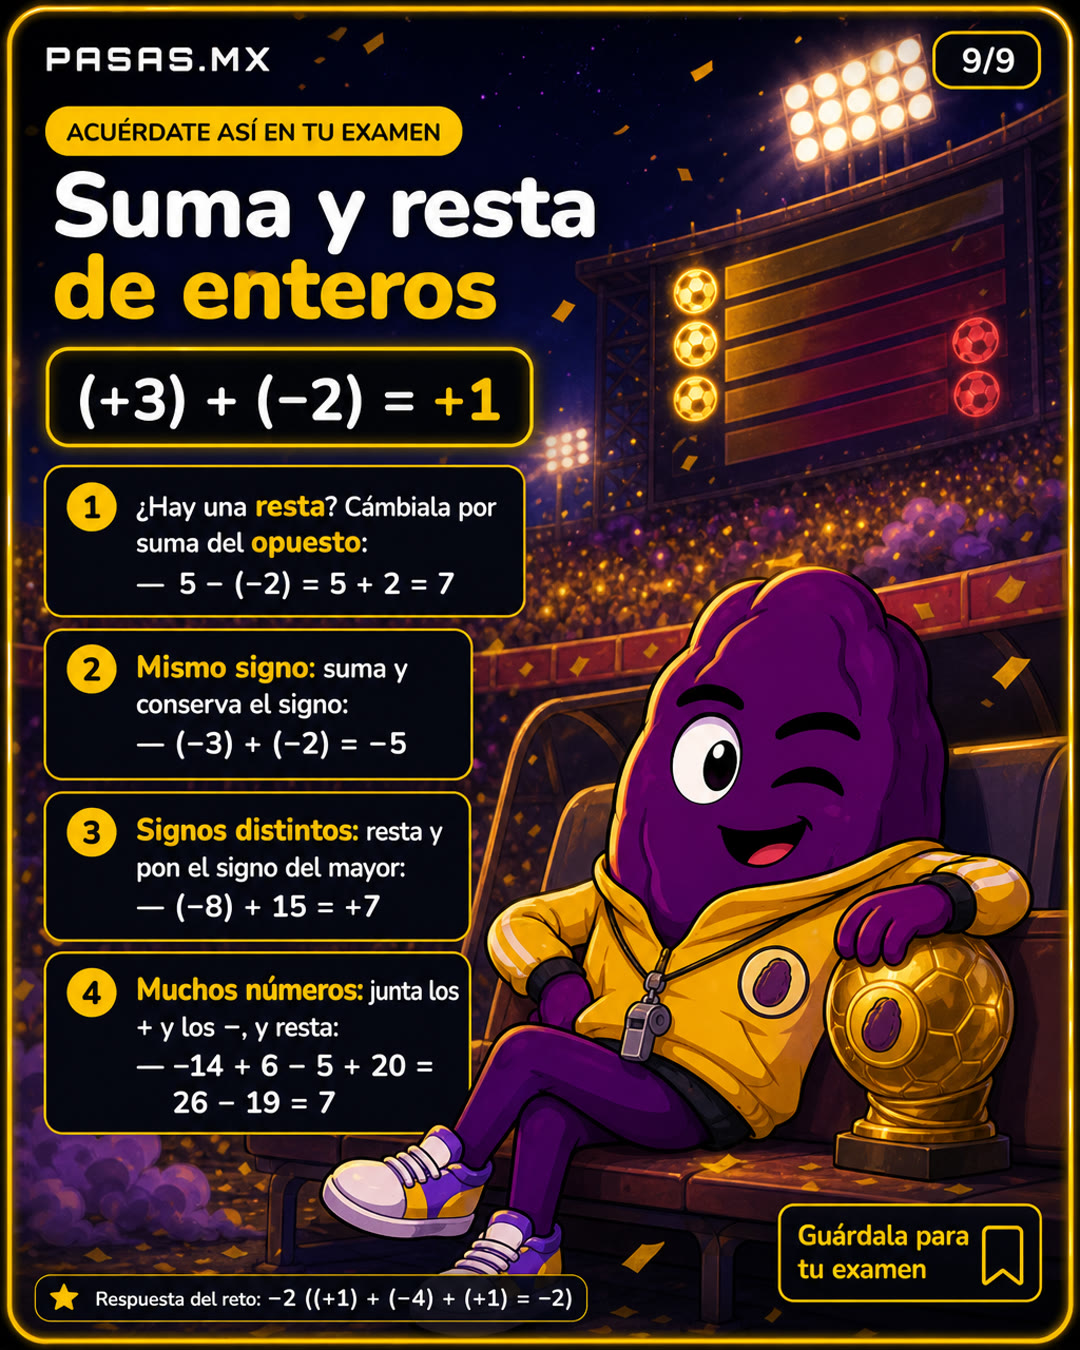 PASAS.MX
9/9
ACUÉRDATE ASÍ EN TU EXAMEN
Suma y resta
de enteros
(+3) + (−2) = +1
1
¿Hay una resta? Cámbiala por
suma del opuesto:
— 5 − (−2) = 5 + 2 = 7
2
Mismo signo: suma y
conserva el signo:
— (−3) + (−2) = −5
3
Signos distintos: resta y
pon el signo del mayor:
— (−8) + 15 = +7
4
Muchos números: junta los
+ y los −, y resta:
— −14 + 6 − 5 + 20 =
26 − 19 = 7
Guárdala para
tu examen
Respuesta del reto: −2 ((+1) + (−4) + (+1) = −2)